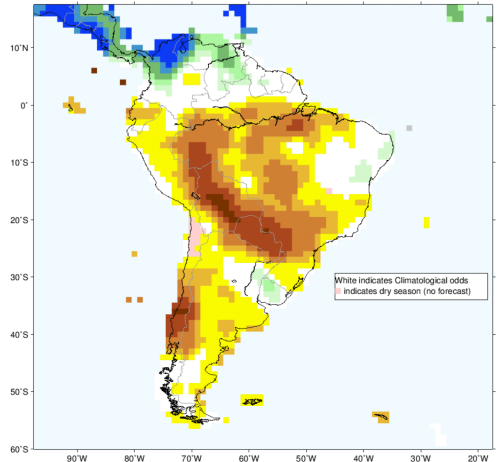 10˚N
0˚
10˚S
20˚S
30˚S
White indicates Climatological odds
indicates dry season (no forecast)
40˚S
50˚S
60˚S
90˚W 80˚W 70˚W 60˚W 50˚W 40˚W 30˚W 20˚W